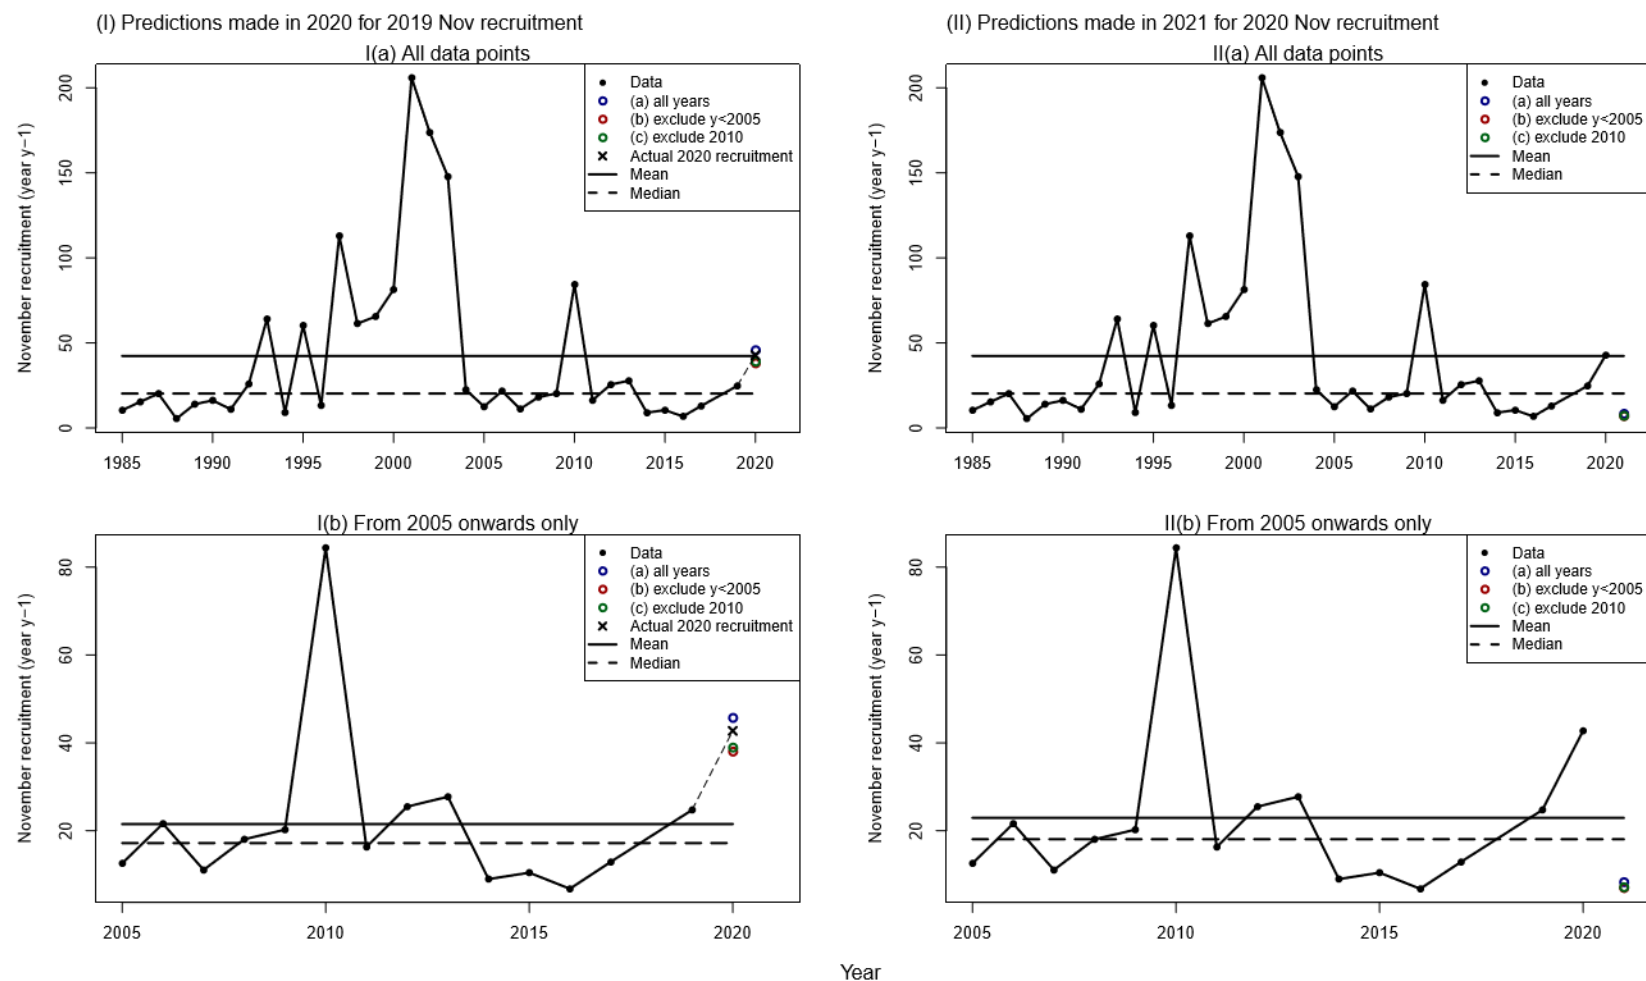 (I) Predictions made in 2020 for 2019 Nov recruitment
I(a) All data points
November recruitment (year y−1)
200
150
100
50
0
Data
(a) all years
(b) exclude y<2005
(c) exclude 2010
Actual 2020 recruitment
Mean
Median
1985 1990 1995 2000 2005 2010 2015 2020
(II) Predictions made in 2021 for 2020 Nov recruitment
II(a) All data points
November recruitment (year y−1)
200
150
100
50
0
Data
(a) all years
(b) exclude y<2005
(c) exclude 2010
Mean
Median
1985 1990 1995 2000 2005 2010 2015 2020
I(b) From 2005 onwards only
November recruitment (year y−1)
80
60
40
20
Data
(a) all years
(b) exclude y<2005
(c) exclude 2010
Actual 2020 recruitment
Mean
Median
2005 2010 2015 2020
II(b) From 2005 onwards only
November recruitment (year y−1)
80
60
40
20
Data
(a) all years
(b) exclude y<2005
(c) exclude 2010
Mean
Median
2005 2010 2015 2020
Year